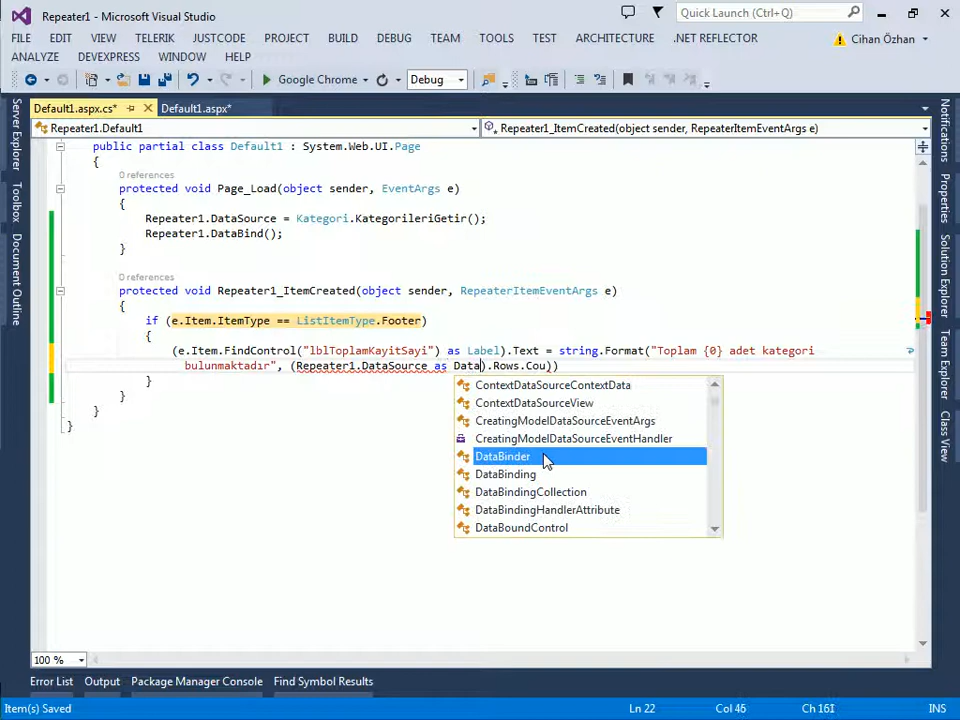 Repeater1 - Microsoft Visual Studio
Quick Launch (Ctrl+Q)
FILE EDIT VIEW TELERIK JUSTCODE PROJECT BUILD DEBUG TEAM TOOLS TEST ARCHITECTURE .NET REFLECTOR
Cihan Özhan
ANALYZE DEVEXPRESS WINDOW HELP
Google Chrome
Debug
Default1.aspx.cs*
Default1.aspx*
Repeater1.Default1
Repeater1_ItemCreated(object sender, RepeaterItemEventArgs e)
public partial class Default1 : System.Web.UI.Page
{
0 references
protected void Page_Load(object sender, EventArgs e)
{
Repeater1.DataSource = Kategori.KategorileriGetir();
Repeater1.DataBind();
}
0 references
protected void Repeater1_ItemCreated(object sender, RepeaterItemEventArgs e)
{
if (e.Item.ItemType == ListItemType.Footer)
{
(e.Item.FindControl("lblToplamKayitSayi") as Label).Text = string.Format("Toplam {0} adet kategori
bulunmaktadır", (Repeater1.DataSource as Data).Rows.Cou))
}
}
}
}
ContextDataSourceContextData
ContextDataSourceView
CreatingModelDataSourceEventArgs
CreatingModelDataSourceEventHandler
DataBinder
DataBinding
DataBindingCollection
DataBindingHandlerAttribute
DataBoundControl
Server Explorer
Toolbox
Document Outline
Notifications
Properties
Solution Explorer
Team Explorer
Class View
100 %
Error List Output Package Manager Console Find Symbol Results
Item(s) Saved
Ln 22
Col 46
Ch 161
INS